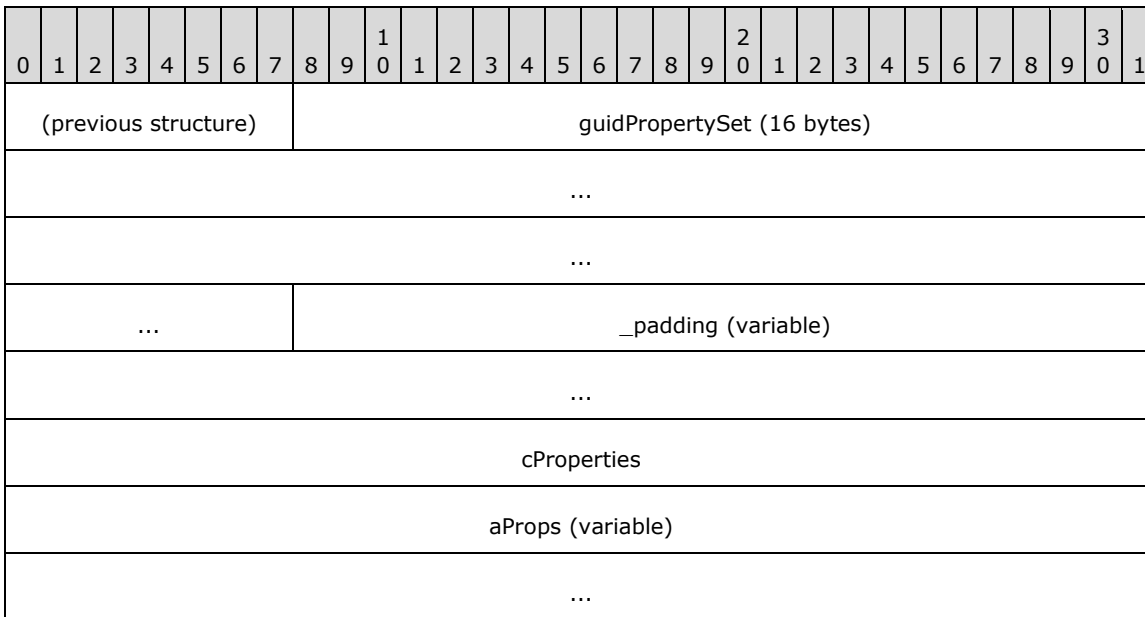 1 2 3
0 1 2 3 4 5 6 7 8 9 0 1 2 3 4 5 6 7 8 9 0 1 2 3 4 5 6 7 8 9 0 1
(previous structure) guidPropertySet (16 bytes)
...
...
... _padding (variable)
...
cProperties
aProps (variable)
...